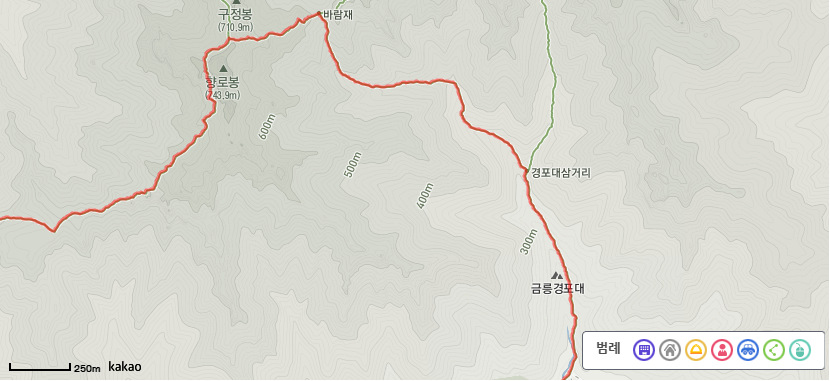 구정봉
(710.9m)
바람재
향로봉
(743.9m)
600m
500m
400m
경포대삼거리
300m
금릉경포대
범례
250m kakao